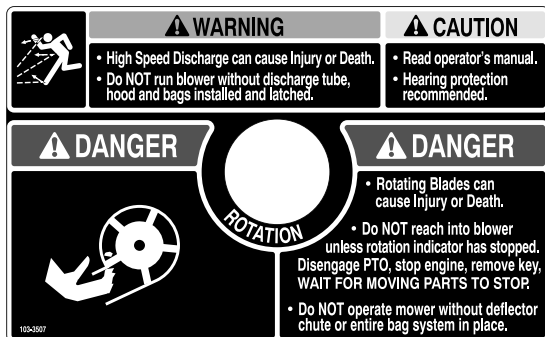 WARNING
• High Speed Discharge can cause Injury or Death.
• Do NOT run blower without discharge tube,
hood and bags installed and latched.
CAUTION
• Read operator's manual.
• Hearing protection
recommended.
DANGER
ROTATION
DANGER
• Rotating Blades can
cause Injury or Death.
• Do NOT reach into blower
unless rotation indicator has stopped.
Disengage PTO, stop engine, remove key,
WAIT FOR MOVING PARTS TO STOP.
• Do NOT operate mower without deflector
chute or entire bag system in place.
103-3507